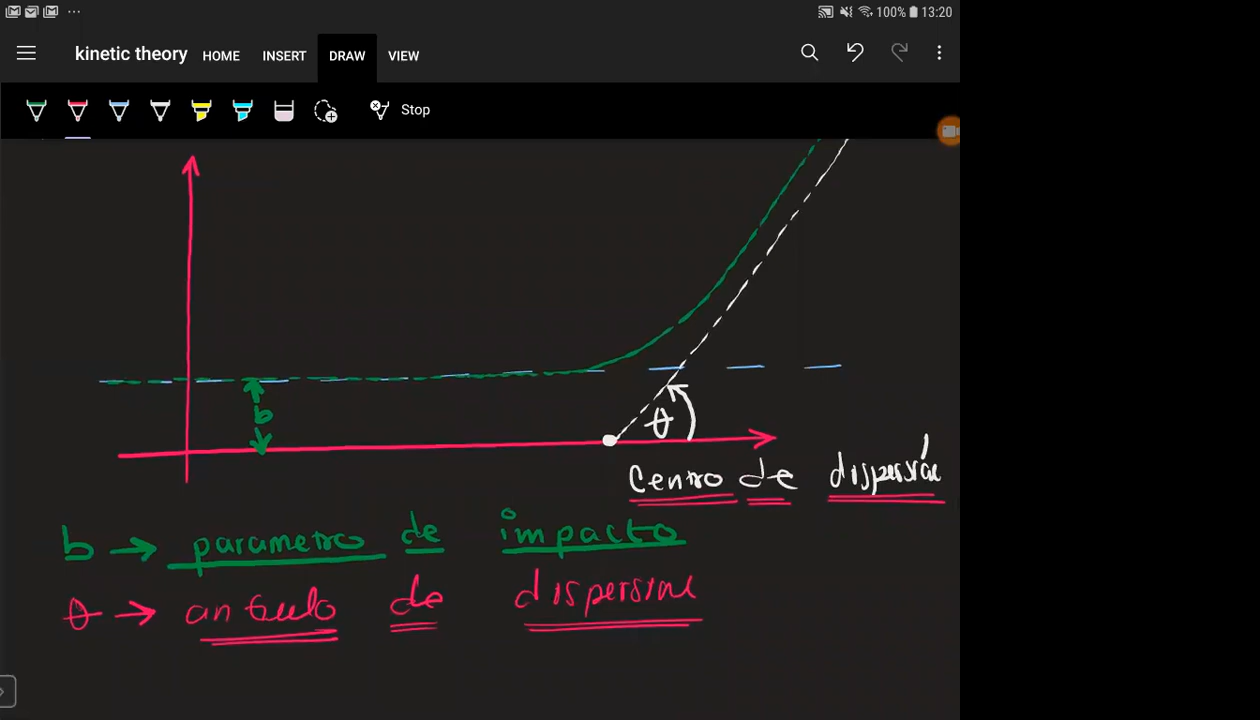 100% 13:20
kinetic theory HOME INSERT DRAW VIEW
Stop
b
θ
Centro de dispersión
b → parametro de impacto
θ → angulo de dispersion